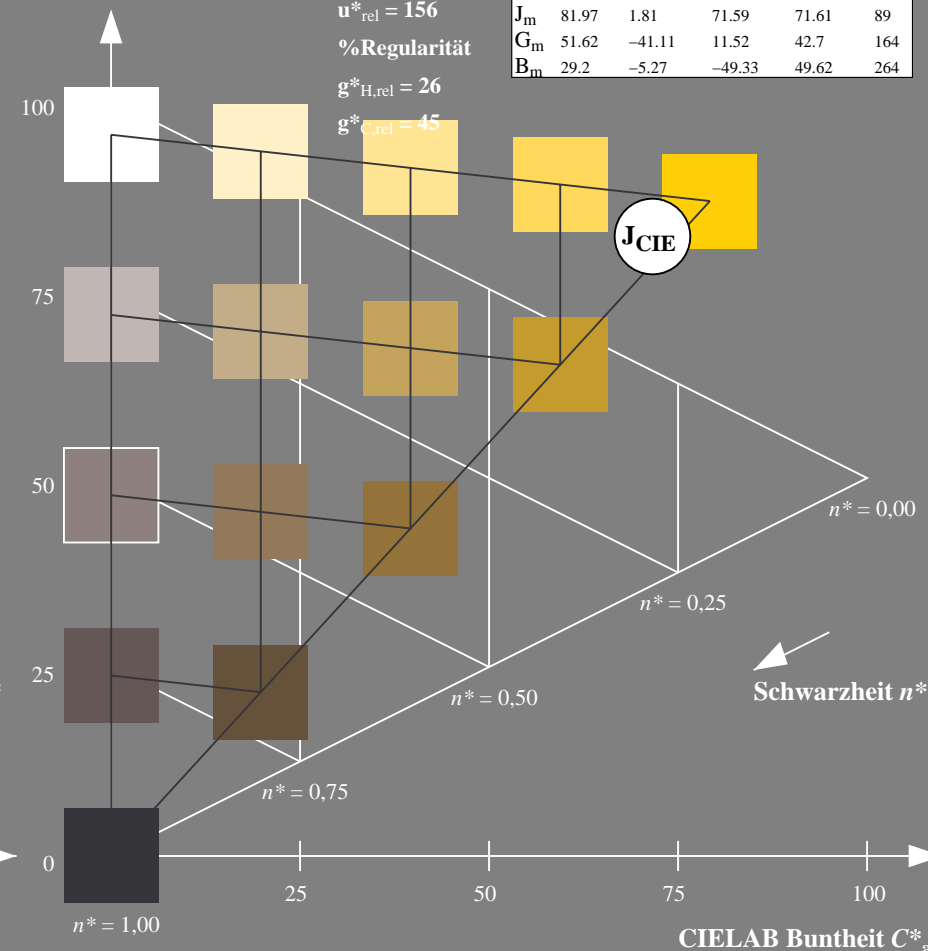 u*rel = 156
%Regularität
g*H,rel = 26
g*C,rel = 45
Jm 81.97 1.81 71.59 71.61 89
Gm 51.62 −41.11 11.52 42.7 164
Bm 29.2 −5.27 −49.33 49.62 264
100
JCIE
75
50
n* = 0,00
n* = 0,25
25
Schwarzheit n*
n* = 0,50
n* = 0,75
0
25 50 75 100
n* = 1,00
CIELAB Buntheit C*